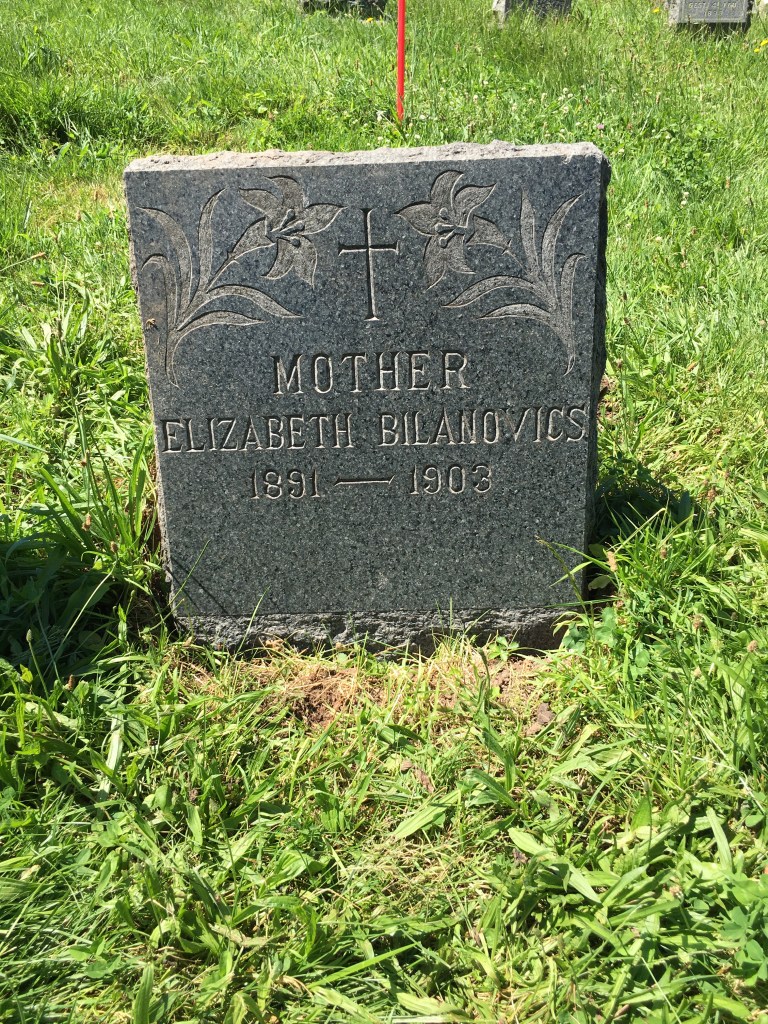 MOTHER
ELIZABETH BILANOVICS
1891 — 1903